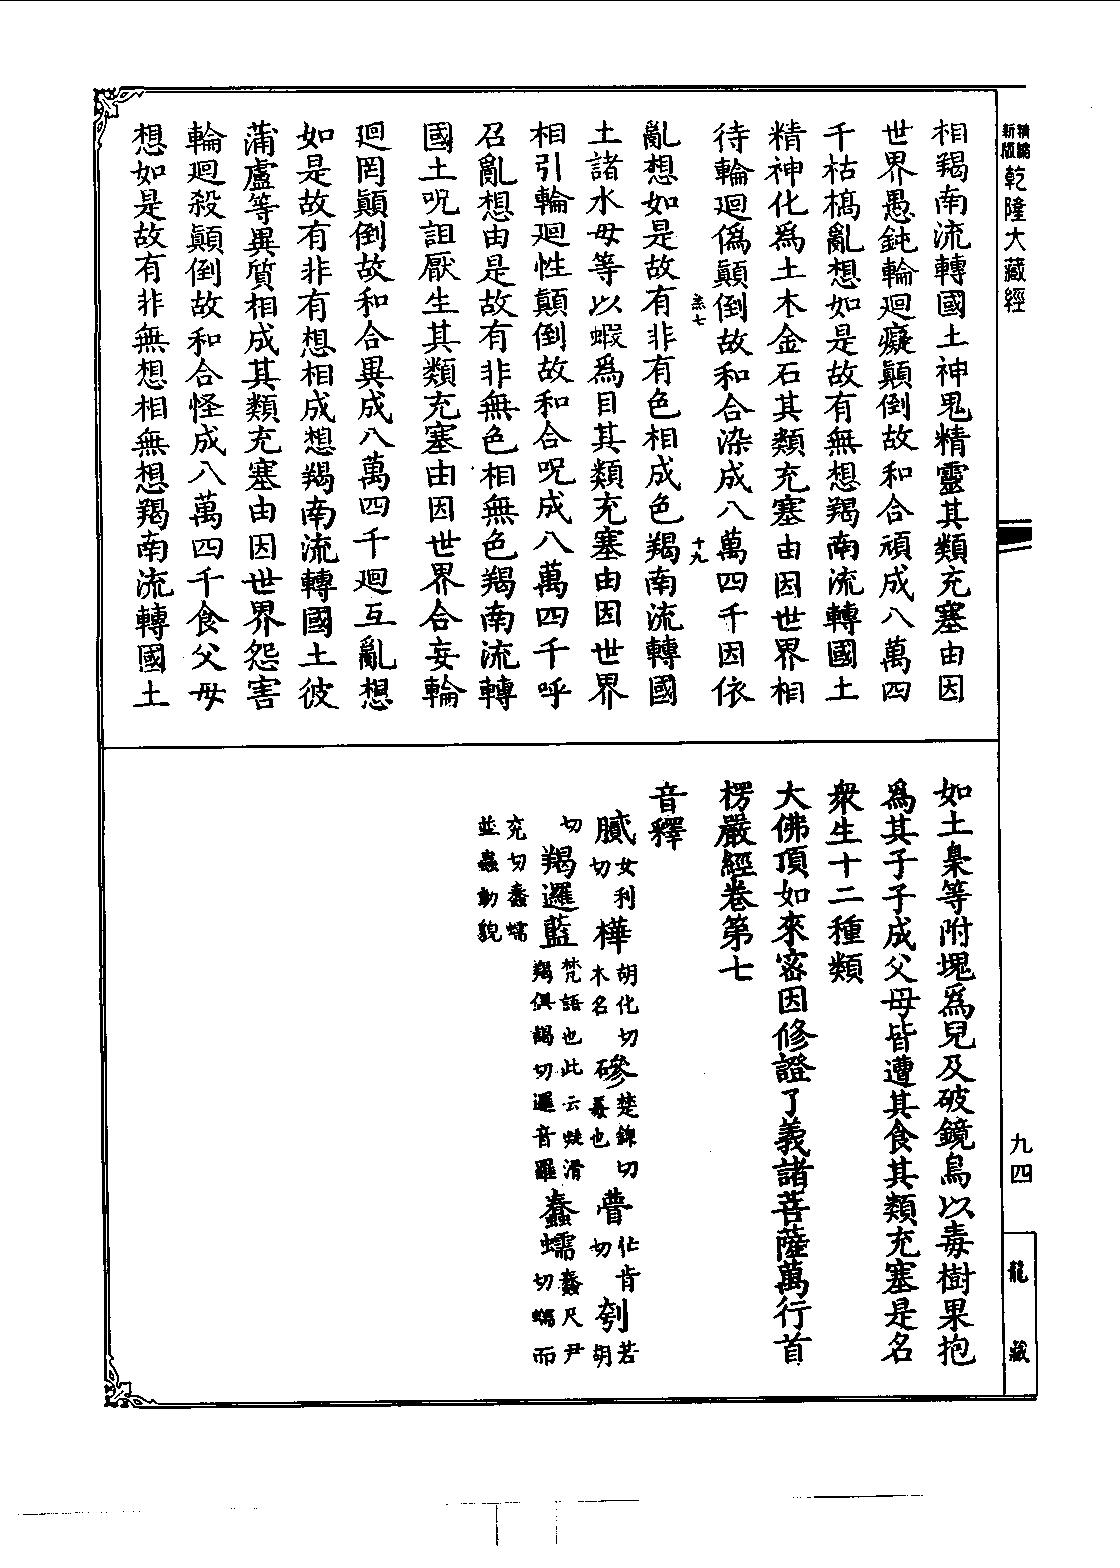 新版精縮
乾隆大藏經
相羯南流轉國土神鬼精靈其類充塞由因
世界愚鈍輪迴癡顛倒故和合頑成八萬四
千枯槁亂想如是故有無想羯南流轉國土
精神化為土木金石其類充塞由因世界相
待輪迴偽顛倒故和合染成八萬四千因依
亂想如是故有非有色相成色羯南流轉國
土諸水母等以蝦為目其類充塞由因世界
相引輪迴性顛倒故和合呪成八萬四千呼
召亂想由是故有非無色相無色羯南流轉
國土呪詛厭生其類充塞由因世界合妄輪
迴罔顛倒故和合異成八萬四千迴互亂想
如是故有非有想相成想羯南流轉國土彼
蒲盧等異質相成其類充塞由因世界怨害
輪迴殺顛倒故和合怪成八萬四千食父母
想如是故有非無想相無想羯南流轉國土
十九
如土梟等附塊為兒及破鏡鳥以毒樹果抱
為其子子成父母皆遭其食其類充塞是名
衆生十二種類
大佛頂如來密因修證了義諸菩薩萬行首
楞嚴經卷第七
音釋
膩女利切 樺胡化切木名 磣楚錦切 瞢 刳苦胡
切 羯邏藍梵語也此云凝滑羯俱謁切邏音羅 蠢蠕蠢尺尹切蠕而
兖切蠢蠕並蟲動貌
九四
龍藏